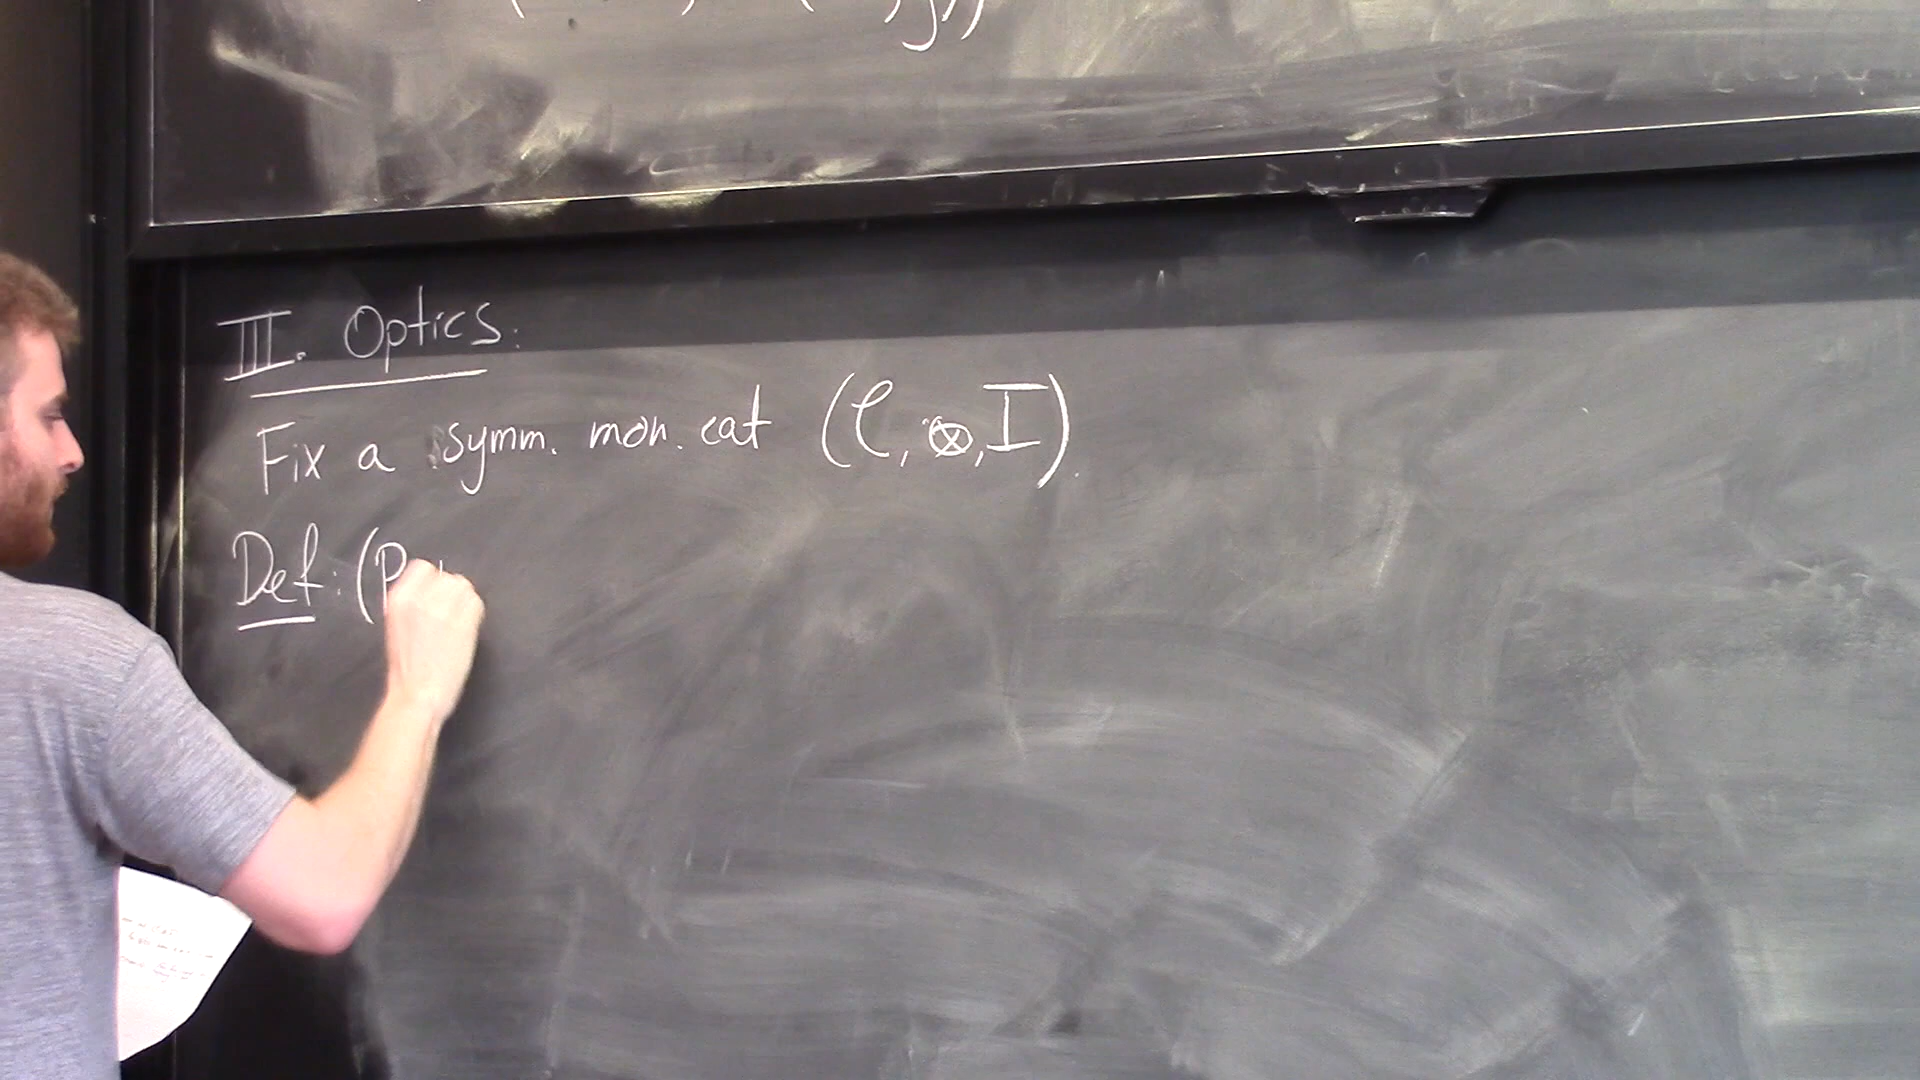 III. Optics.
Fix a symm. mon. cat (C, ⊗, I).
Def: (P